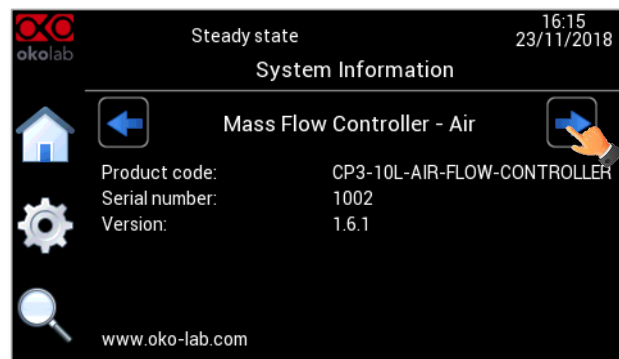 okolab
Steady state
16:15
23/11/2018
System Information
Mass Flow Controller - Air
Product code: CP3-10L-AIR-FLOW-CONTROLLER
Serial number: 1002
Version: 1.6.1
www.oko-lab.com